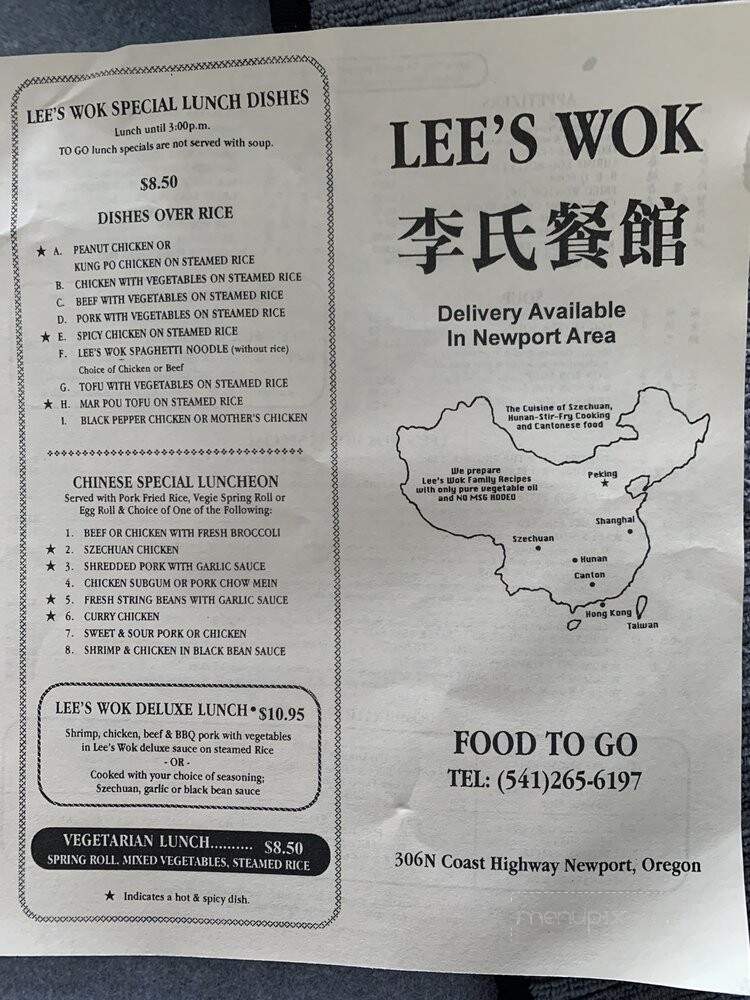 LEE'S WOK SPECIAL LUNCH DISHES
Lunch until 3:00p.m.
TO GO lunch specials are not served with soup.
$8.50
DISHES OVER RICE
★ A. PEANUT CHICKEN OR
KUNG PO CHICKEN ON STEAMED RICE
B. CHICKEN WITH VEGETABLES ON STEAMED RICE
C. BEEF WITH VEGETABLES ON STEAMED RICE
D. PORK WITH VEGETABLES ON STEAMED RICE
★ E. SPICY CHICKEN ON STEAMED RICE
F. LEE'S WOK SPAGHETTI NOODLE (without rice)
Choice of Chicken or Beef
G. TOFU WITH VEGETABLES ON STEAMED RICE
★ H. MAR POU TOFU ON STEAMED RICE
I. BLACK PEPPER CHICKEN OR MOTHER'S CHICKEN
CHINESE SPECIAL LUNCHEON
Served with Pork Fried Rice, Vegie Spring Roll or
Egg Roll & Choice of One of the Following:
1. BEEF OR CHICKEN WITH FRESH BROCCOLI
★ 2. SZECHUAN CHICKEN
★ 3. SHREDDED PORK WITH GARLIC SAUCE
4. CHICKEN SUBGUM OR PORK CHOW MEIN
★ 5. FRESH STRING BEANS WITH GARLIC SAUCE
★ 6. CURRY CHICKEN
7. SWEET & SOUR PORK OR CHICKEN
8. SHRIMP & CHICKEN IN BLACK BEAN SAUCE
LEE'S WOK DELUXE LUNCH • $10.95
Shrimp, chicken, beef & BBQ pork with vegetables
in Lee's Wok deluxe sauce on steamed Rice
- OR -
Cooked with your choice of seasoning;
Szechuan, garlic or black bean sauce
VEGETARIAN LUNCH.......... $8.50
SPRING ROLL, MIXED VEGETABLES, STEAMED RICE
★ Indicates a hot & spicy dish.
LEE'S WOK
李氏餐館
Delivery Available
In Newport Area
The Cuisine of Szechuan,
Hunan-Stir-Fry Cooking
and Cantonese food
We prepare
Lee's Wok Family Recipes
with only pure vegetable oil
and NO MSG ADDED
Peking
Shanghai
Szechuan
Hunan
Canton
Hong Kong
Taiwan
FOOD TO GO
TEL: (541)265-6197
306N Coast Highway Newport, Oregon
menupix